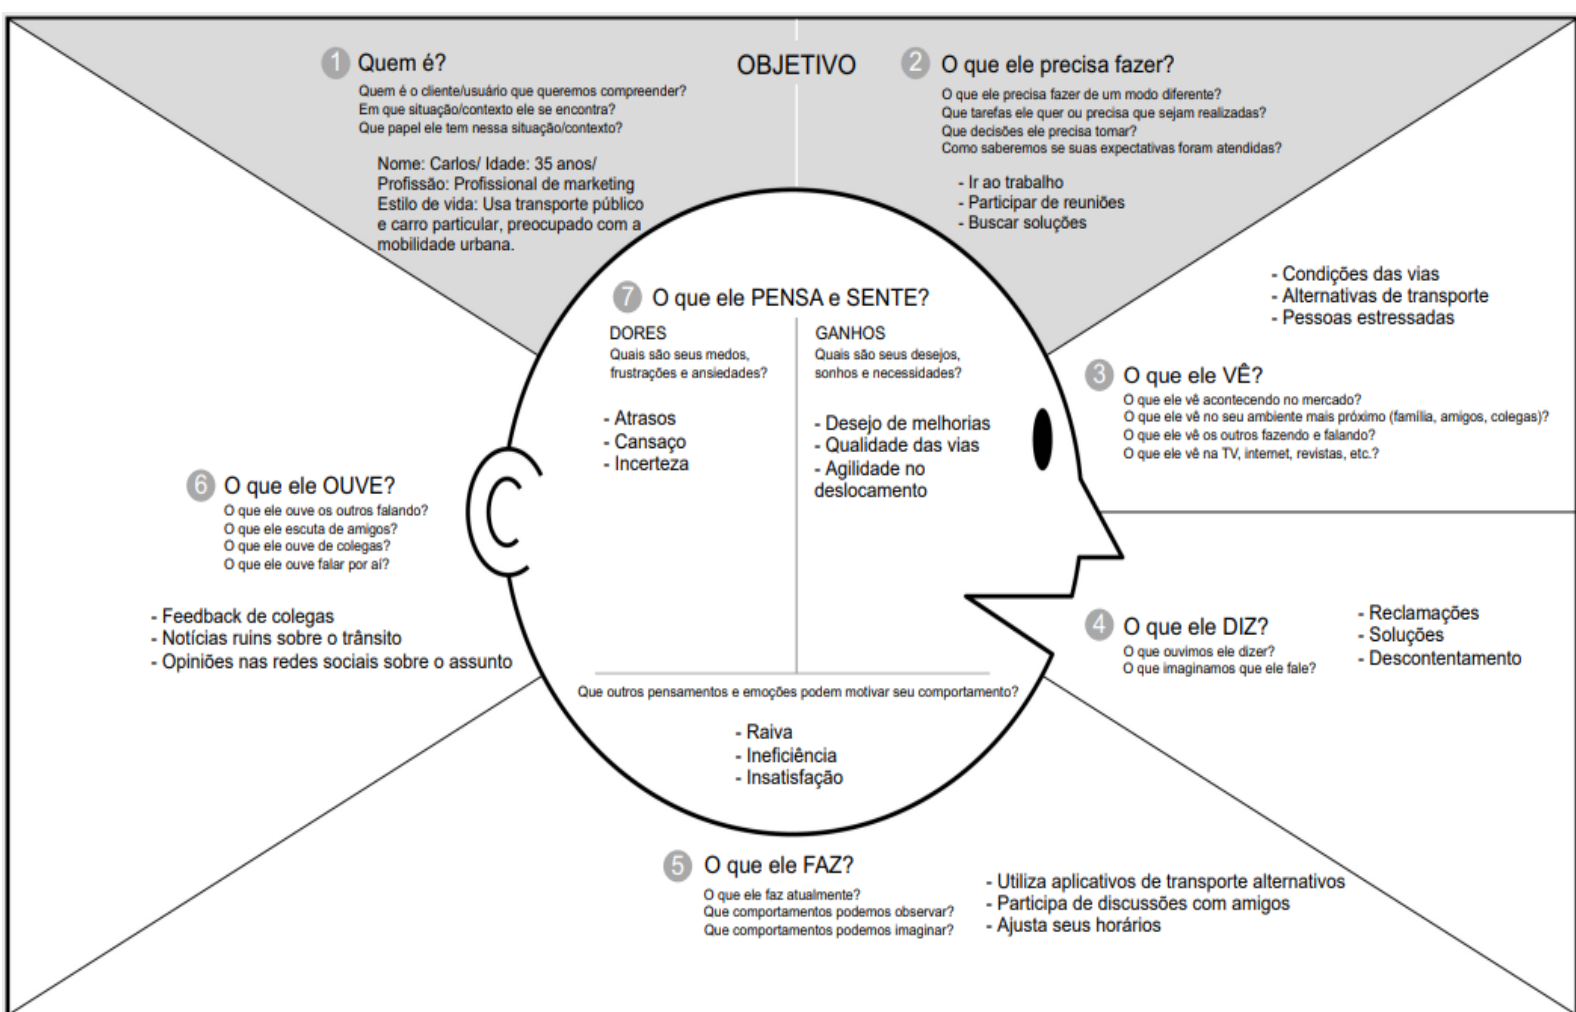 OBJETIVO
1 Quem é?
Quem é o cliente/usuário que queremos compreender?
Em que situação/contexto ele se encontra?
Que papel ele tem nessa situação/contexto?
Nome: Carlos/ Idade: 35 anos/
Profissão: Profissional de marketing
Estilo de vida: Usa transporte público
e carro particular, preocupado com a
mobilidade urbana.
2 O que ele precisa fazer?
O que ele precisa fazer de um modo diferente?
Que tarefas ele quer ou precisa que sejam realizadas?
Que decisões ele precisa tomar?
Como saberemos se suas expectativas foram atendidas?
- Ir ao trabalho
- Participar de reuniões
- Buscar soluções
- Condições das vias
- Alternativas de transporte
- Pessoas estressadas
3 O que ele VÊ?
O que ele vê acontecendo no mercado?
O que ele vê no seu ambiente mais próximo (família, amigos, colegas)?
O que ele vê os outros fazendo e falando?
O que ele vê na TV, internet, revistas, etc.?
4 O que ele DIZ?
O que ouvimos ele dizer?
O que imaginamos que ele fale?
- Reclamações
- Soluções
- Descontentamento
5 O que ele FAZ?
O que ele faz atualmente?
Que comportamentos podemos observar?
Que comportamentos podemos imaginar?
- Utiliza aplicativos de transporte alternativos
- Participa de discussões com amigos
- Ajusta seus horários
6 O que ele OUVE?
O que ele ouve os outros falando?
O que ele escuta de amigos?
O que ele ouve de colegas?
O que ele ouve falar por aí?
- Feedback de colegas
- Notícias ruins sobre o trânsito
- Opiniões nas redes sociais sobre o assunto
7 O que ele PENSA e SENTE?
DORES
Quais são seus medos,
frustrações e ansiedades?
- Atrasos
- Cansaço
- Incerteza
GANHOS
Quais são seus desejos,
sonhos e necessidades?
- Desejo de melhorias
- Qualidade das vias
- Agilidade no
deslocamento
Que outros pensamentos e emoções podem motivar seu comportamento?
- Raiva
- Ineficiência
- Insatisfação